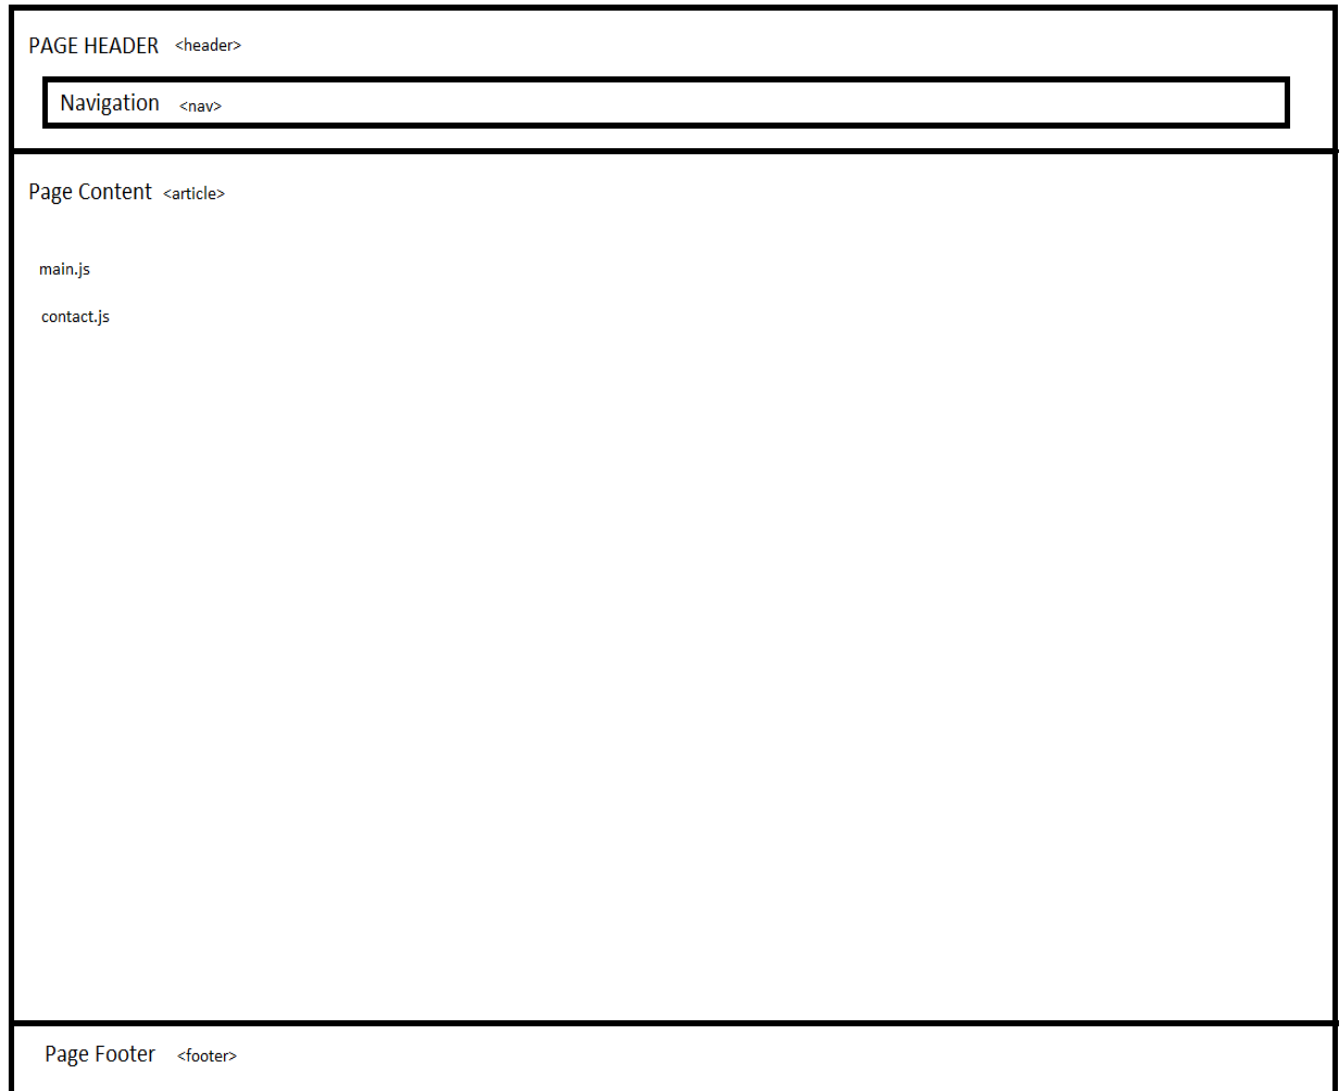 PAGE HEADER <header>
Navigation <nav>
Page Content <article>
main.js
contact.js
Page Footer <footer>